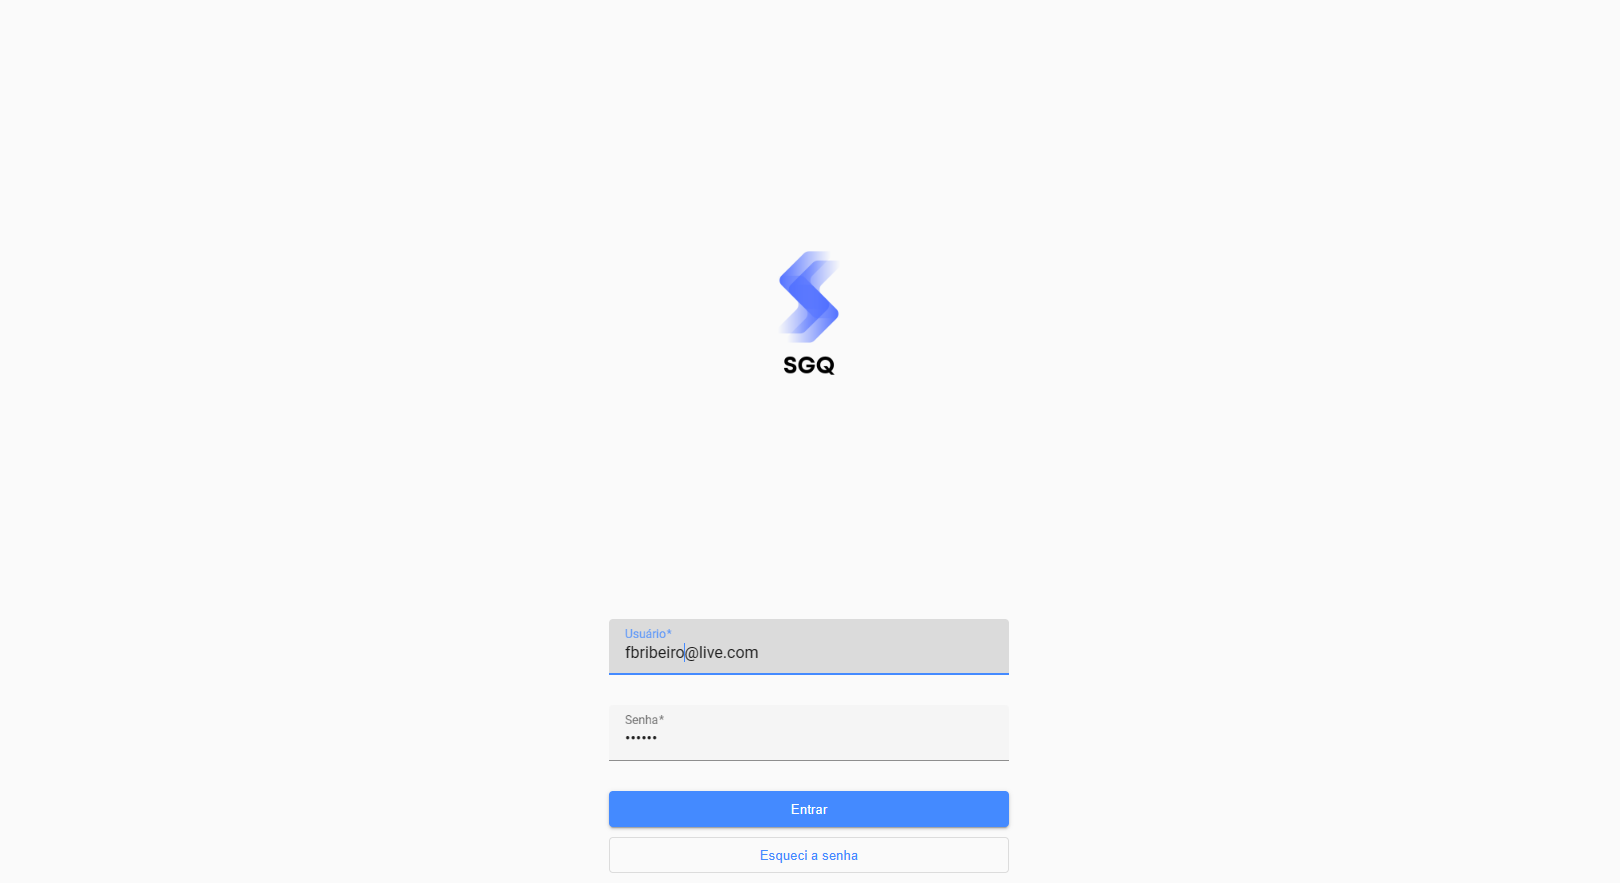 SGQ
Usuário*
fbribeiro@live.com
Senha*
••••••
Entrar
Esqueci a senha